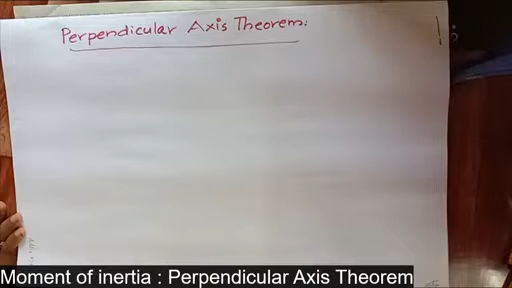 Perpendicular Axis Theorem:
Moment of inertia : Perpendicular Axis Theorem